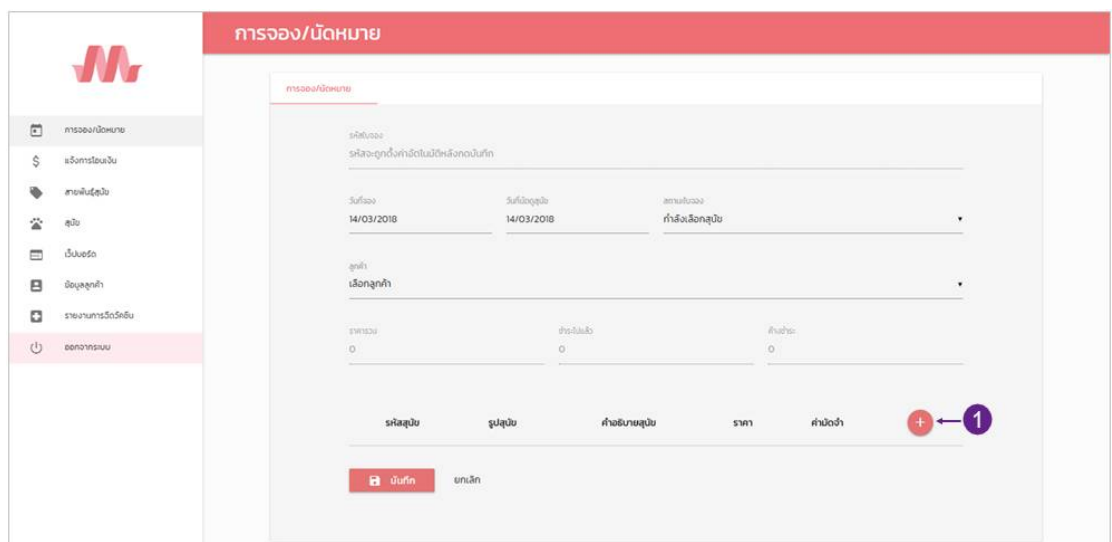 การจอง/นัดหมาย
การจอง/นัดหมาย
การจอง/นัดหมาย
แจ้งการโอนเงิน
สายพันธุ์สุนัข
สุนัข
เว็บบอร์ด
ข้อมูลลูกค้า
รายงานการฉีดวัคซีน
ออกจากระบบ
รหัสใบจอง
รหัสจะถูกตั้งค่าอัตโนมัติหลังกดบันทึก
วันที่จอง วันที่นัดดูสุนัข สถานะใบจอง
14/03/2018 14/03/2018 กำลังเลือกสุนัข
ลูกค้า
เลือกลูกค้า
ราคารวม ชำระไปแล้ว ค้างชำระ
0 0 0
รหัสสุนัข รูปสุนัข คำอธิบายสุนัข ราคา ค่ามัดจำ + 1
บันทึก ยกเลิก